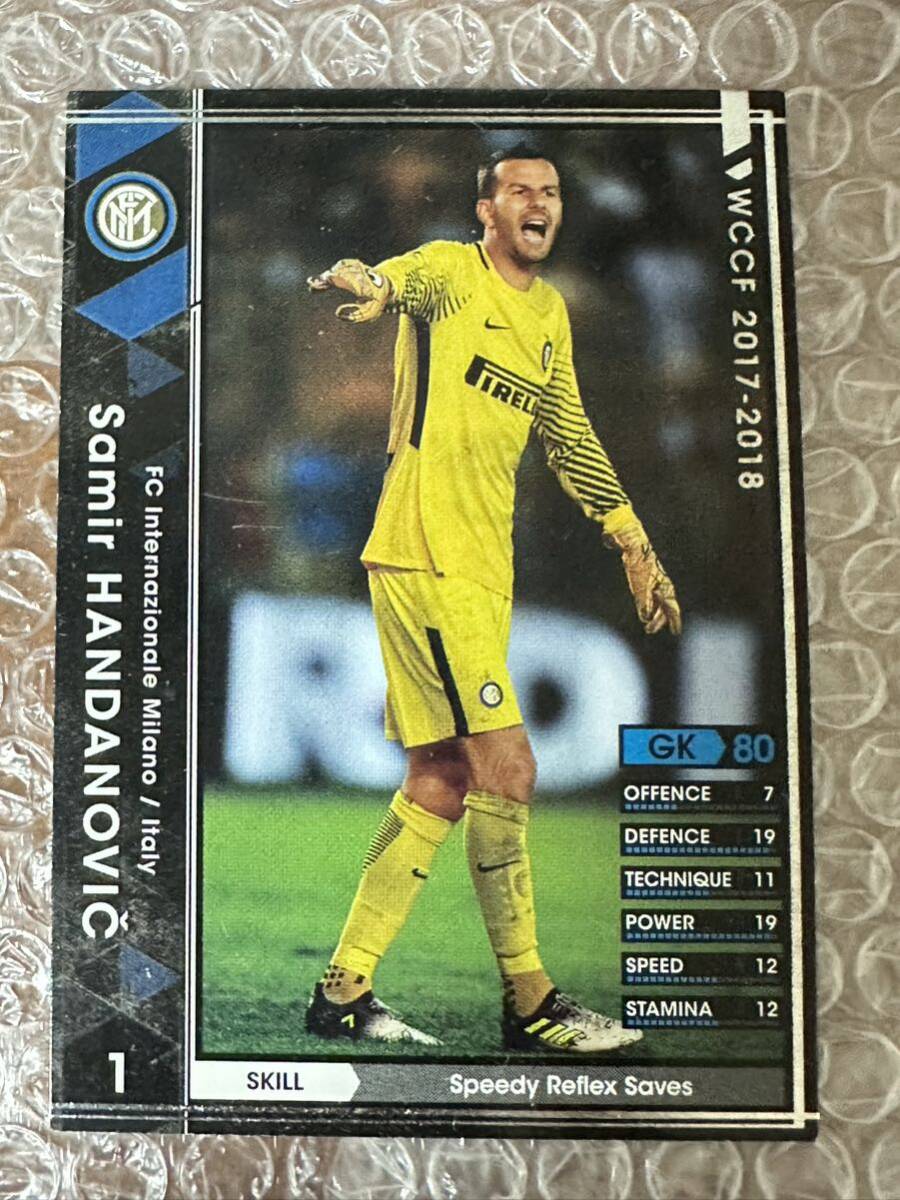 WCCF 2017-2018
FC Internazionale Milano / Italy
Samir HANDANOVIČ
1
PIRELL
GK 80
OFFENCE 7
DEFENCE 19
TECHNIQUE 11
POWER 19
SPEED 12
STAMINA 12
SKILL Speedy Reflex Saves